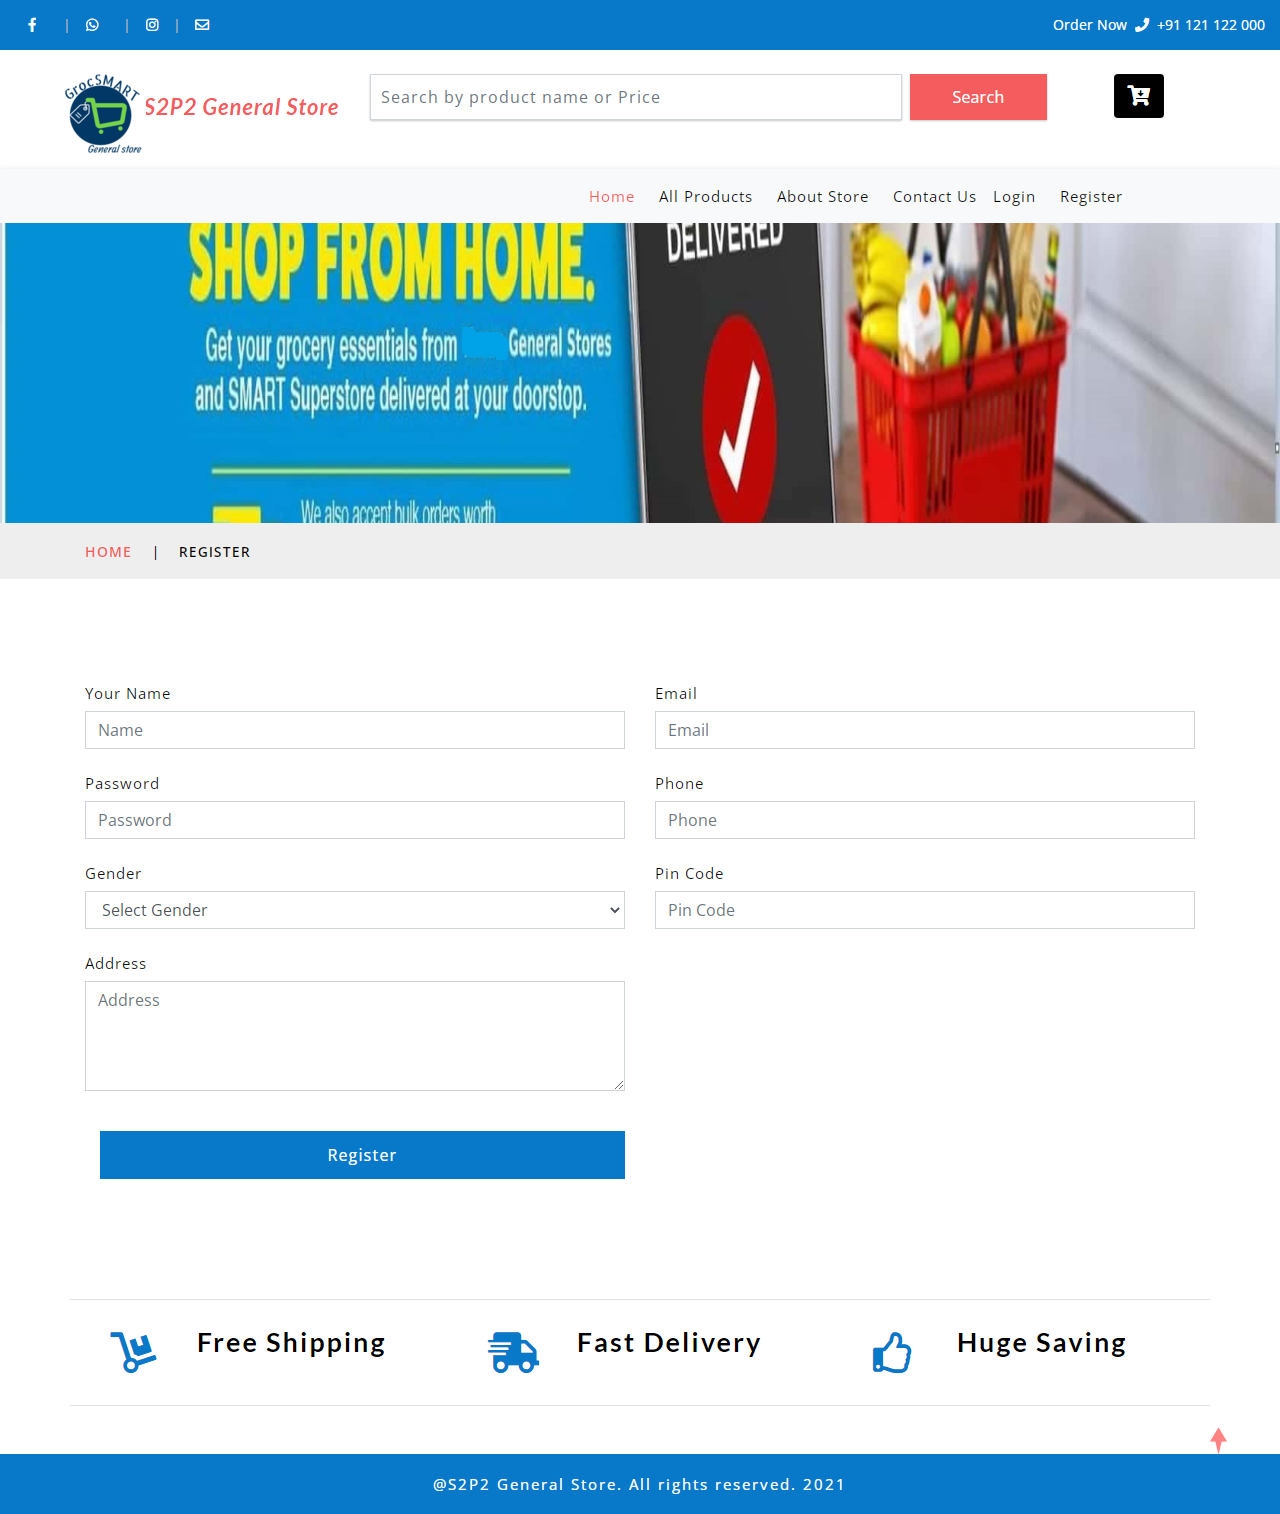 Order Now +91 121 122 000
GrocSMART
General store
S2P2 General Store
Search by product name or Price
Search
Home
All Products
About Store
Contact Us
Login
Register
SHOP FROM HOME.
Get your grocery essentials from General Stores
and SMART Superstore delivered at your doorstop.
We also accept bulk orders worth
DELIVERED
HOME | REGISTER
Your Name
Name
Email
Email
Password
Password
Phone
Phone
Gender
Select Gender
Pin Code
Pin Code
Address
Address
Register
Free Shipping
Fast Delivery
Huge Saving
@S2P2 General Store. All rights reserved. 2021